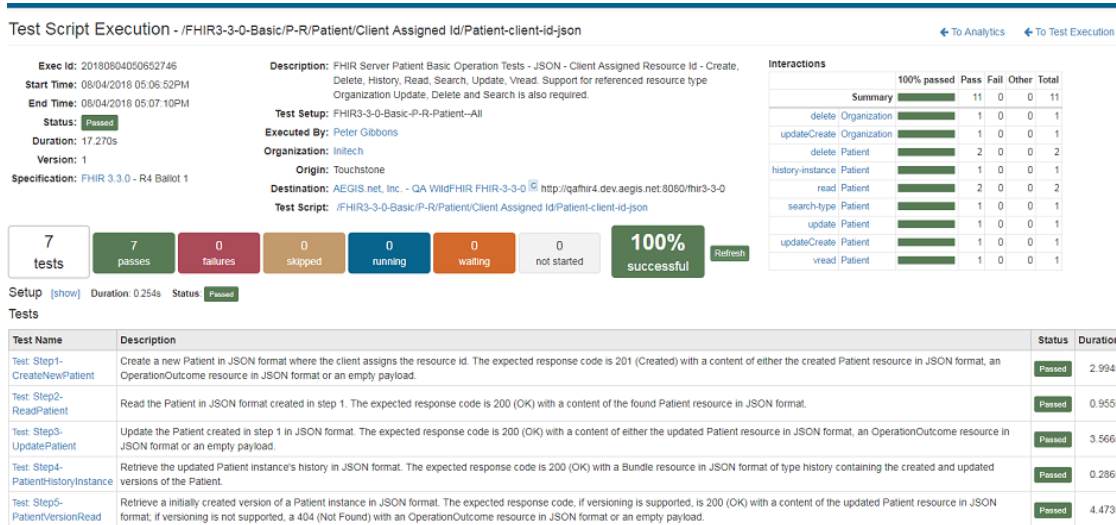 Test Script Execution - /FHIR3-3-0-Basic/P-R/Patient/Client Assigned Id/Patient-client-id-json
To Analytics
To Test Execution
Exec Id: 20180804050652746
Start Time: 08/04/2018 05:06:52PM
End Time: 08/04/2018 05:07:10PM
Status: Passed
Duration: 17.270s
Version: 1
Specification: FHIR 3.3.0 - R4 Ballot 1
Description: FHIR Server Patient Basic Operation Tests - JSON - Client Assigned Resource Id - Create,
Delete, History, Read, Search, Update, Vread. Support for referenced resource type
Organization Update, Delete and Search is also required.
Test Setup: FHIR3-3-0-Basic-P-R-Patient--All
Executed By: Peter Gibbons
Organization: Initech
Origin: Touchstone
Destination: AEGIS.net, Inc. - QA WildFHIR FHIR-3-3-0 C http://qafhir4.dev.aegis.net:8080/fhir3-3-0
Test Script: /FHIR3-3-0-Basic/P-R/Patient/Client Assigned Id/Patient-client-id-json
Interactions
100% passed Pass Fail Other Total
Summary 11 0 0 11
delete Organization 1 0 0 1
updateCreate Organization 1 0 0 1
delete Patient 2 0 0 2
history-instance Patient 1 0 0 1
read Patient 2 0 0 2
search-type Patient 1 0 0 1
update Patient 1 0 0 1
updateCreate Patient 1 0 0 1
vread Patient 1 0 0 1
7 tests
7 passes
0 failures
0 skipped
0 running
0 waiting
0 not started
100% successful
Refresh
Setup [show] Duration: 0.254s Status: Passed
Tests
Test Name Description Status Duration
Test: Step1-
CreateNewPatient
Create a new Patient in JSON format where the client assigns the resource id. The expected response code is 201 (Created) with a content of either the created Patient resource in JSON format, an
OperationOutcome resource in JSON format or an empty payload.
Passed 2.994
Test: Step2-
ReadPatient
Read the Patient in JSON format created in step 1. The expected response code is 200 (OK) with a content of the found Patient resource in JSON format.
Passed 0.955
Test: Step3-
UpdatePatient
Update the Patient created in step 1 in JSON format. The expected response code is 200 (OK) with a content of either the updated Patient resource in JSON format, an OperationOutcome resource in
JSON format or an empty payload.
Passed 3.566
Test: Step4-
PatientHistoryInstance
Retrieve the updated Patient instance's history in JSON format. The expected response code is 200 (OK) with a Bundle resource in JSON format of type history containing the created and updated
versions of the Patient.
Passed 0.286
Test: Step5-
PatientVersionRead
Retrieve a initially created version of a Patient instance in JSON format. The expected response code, if versioning is supported, is 200 (OK) with a content of the updated Patient resource in JSON
format; if versioning is not supported, a 404 (Not Found) with an OperationOutcome resource in JSON format or an empty payload.
Passed 4.473